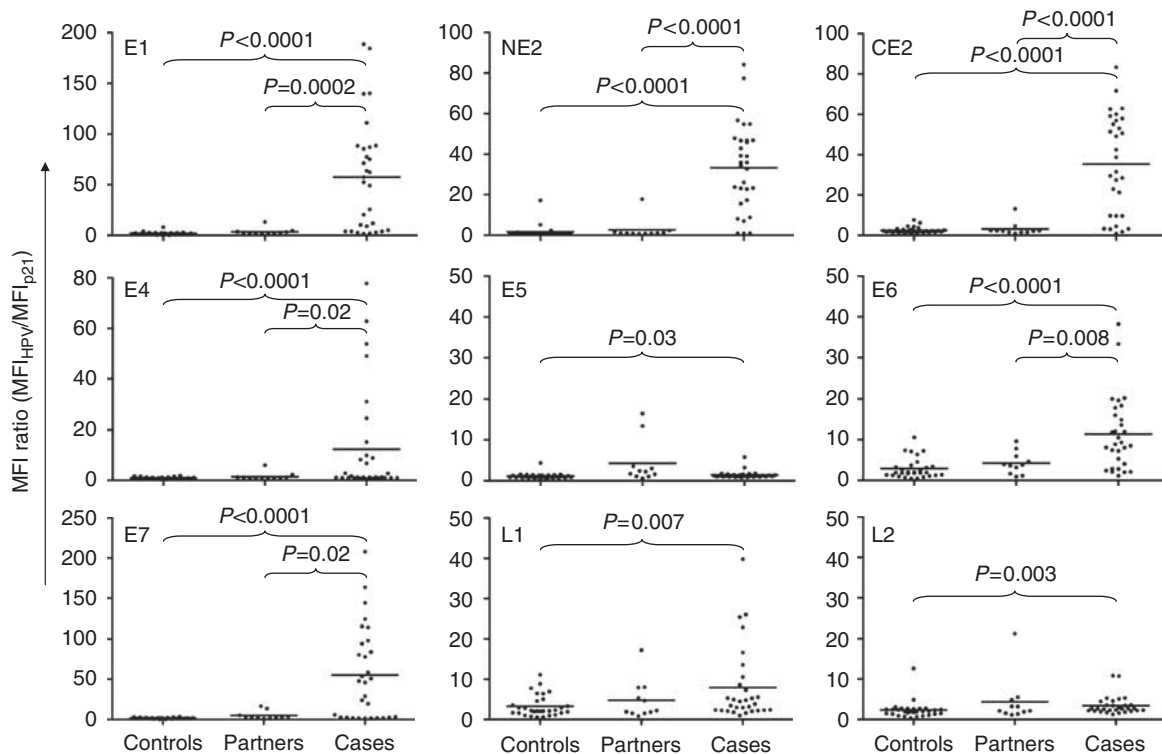 MFI ratio (MFIHPV/MFIp21)
E1
P<0.0001
P=0.0002
200
150
100
50
0
NE2
P<0.0001
P<0.0001
100
80
60
40
20
0
CE2
P<0.0001
P<0.0001
100
80
60
40
20
0
E4
P<0.0001
P=0.02
80
60
40
20
0
E5
P=0.03
50
40
30
20
10
0
E6
P<0.0001
P=0.008
50
40
30
20
10
0
E7
P<0.0001
P=0.02
250
200
150
100
50
0
Controls Partners Cases
L1
P=0.007
50
40
30
20
10
0
Controls Partners Cases
L2
P=0.003
50
40
30
20
10
0
Controls Partners Cases